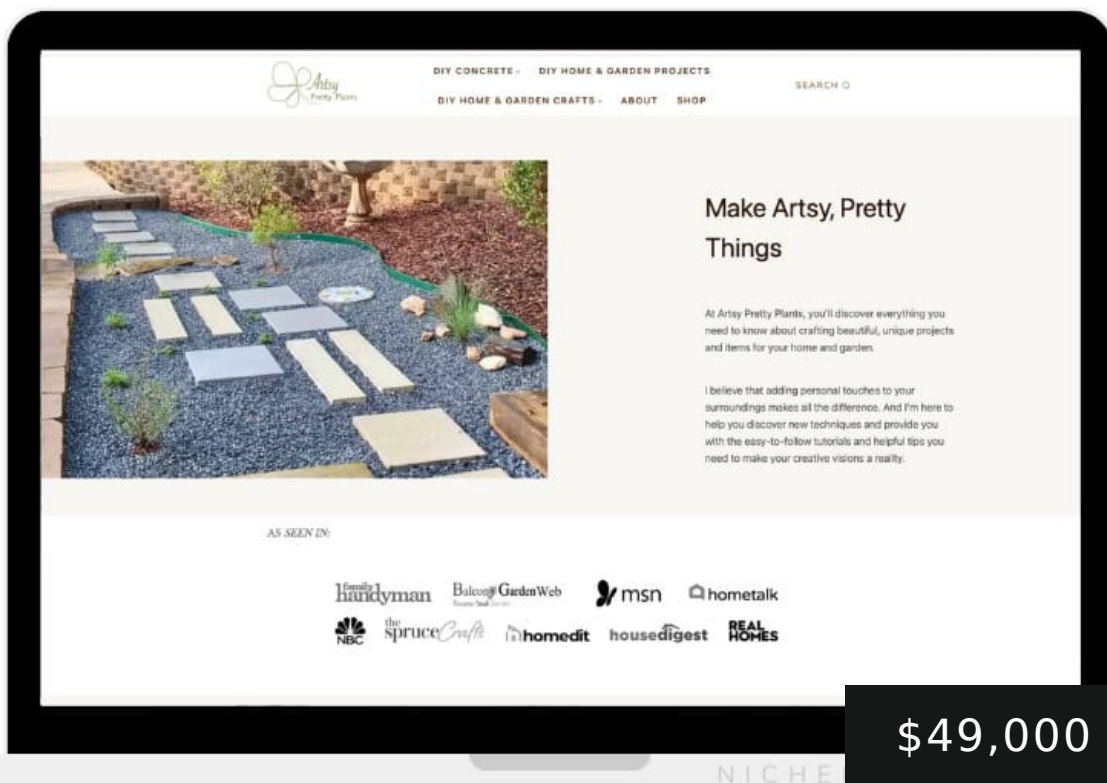 Artsy
Pretty Plants
DIY CONCRETE
DIY HOME & GARDEN PROJECTS
DIY HOME & GARDEN CRAFTS
ABOUT
SHOP
SEARCH
Make Artsy, Pretty
Things
At Artsy Pretty Plants, you'll discover everything you
need to know about crafting beautiful, unique projects
and items for your home and garden.
I believe that adding personal touches to your
surroundings makes all the difference. And I'm here to
help you discover new techniques and provide you
with the easy-to-follow tutorials and helpful tips you
need to make your creative visions a reality.
AS SEEN IN:
family
handyman
Balcony Garden Web
msn
hometalk
NBC
the
spruce Crafts
homedit
housedigest
REAL
HOMES
$49,000